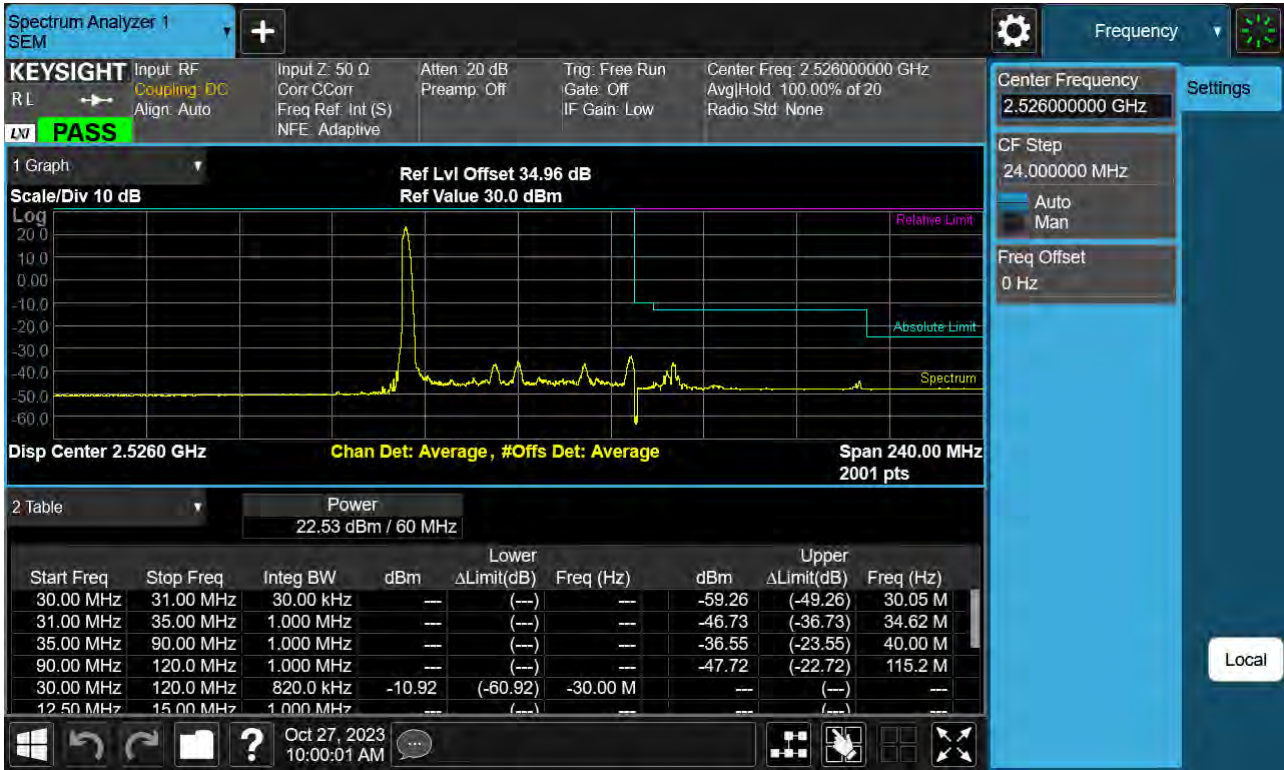 Spectrum Analyzer 1
SEM
Frequency
KEYSIGHT
RL
LXI
PASS
Input: RF
Coupling: DC
Align: Auto
Input Z: 50 Ω
Corr CCorr
Freq Ref: Int (S)
NFE: Adaptive
Atten: 20 dB
Preamp: Off
Trig: Free Run
Gate: Off
IF Gain: Low
Center Freq: 2.526000000 GHz
Avg|Hold: 100.00% of 20
Radio Std: None
Center Frequency
2.526000000 GHz
Settings
CF Step
24.000000 MHz
Auto
Man
Freq Offset
0 Hz
Local
1 Graph
Scale/Div 10 dB
Ref Lvl Offset 34.96 dB
Ref Value 30.0 dBm
Log
20.0
10.0
0.00
-10.0
-20.0
-30.0
-40.0
-50.0
-60.0
Relative Limit
Absolute Limit
Spectrum
Disp Center 2.5260 GHz
Chan Det: Average, #Offs Det: Average
Span 240.00 MHz
2001 pts
2 Table
Power
22.53 dBm / 60 MHz
Lower Upper
Start Freq Stop Freq Integ BW dBm ΔLimit(dB) Freq (Hz) dBm ΔLimit(dB) Freq (Hz)
30.00 MHz 31.00 MHz 30.00 kHz --- (---) --- -59.26 (-49.26) 30.05 M
31.00 MHz 35.00 MHz 1.000 MHz --- (---) --- -46.73 (-36.73) 34.62 M
35.00 MHz 90.00 MHz 1.000 MHz --- (---) --- -36.55 (-23.55) 40.00 M
90.00 MHz 120.0 MHz 1.000 MHz --- (---) --- -47.72 (-22.72) 115.2 M
30.00 MHz 120.0 MHz 820.0 kHz -10.92 (-60.92) -30.00 M --- (---) ---
12.50 MHz 15.00 MHz 1.000 MHz --- (---) --- --- (---) ---
?
Oct 27, 2023
10:00:01 AM